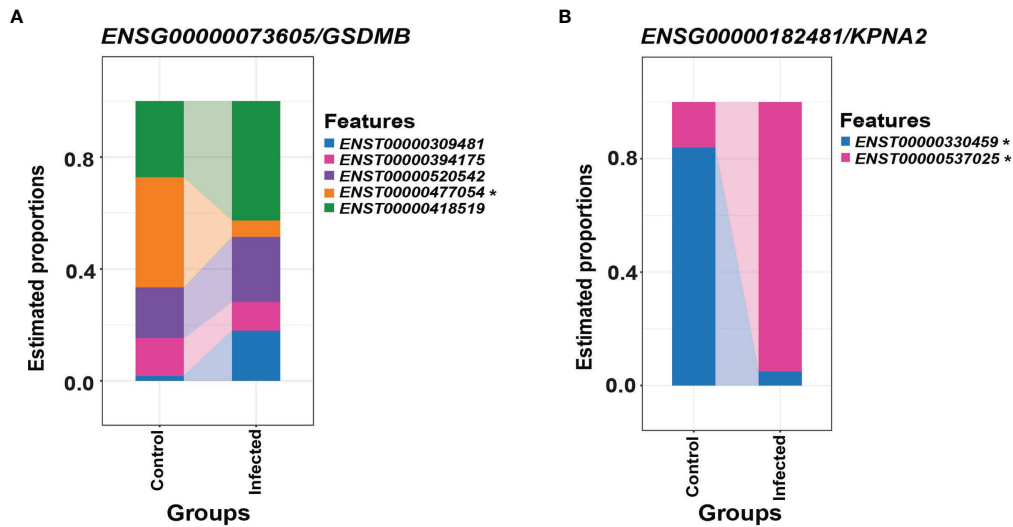 A
ENSG00000073605/GSDMB
Estimated proportions
0.8
0.4
0.0
Control
Infected
Groups
Features
ENST00000309481
ENST00000394175
ENST00000520542
ENST00000477054 *
ENST00000418519
B
ENSG00000182481/KPNA2
Estimated proportions
0.8
0.4
0.0
Control
Infected
Groups
Features
ENST00000330459 *
ENST00000537025 *